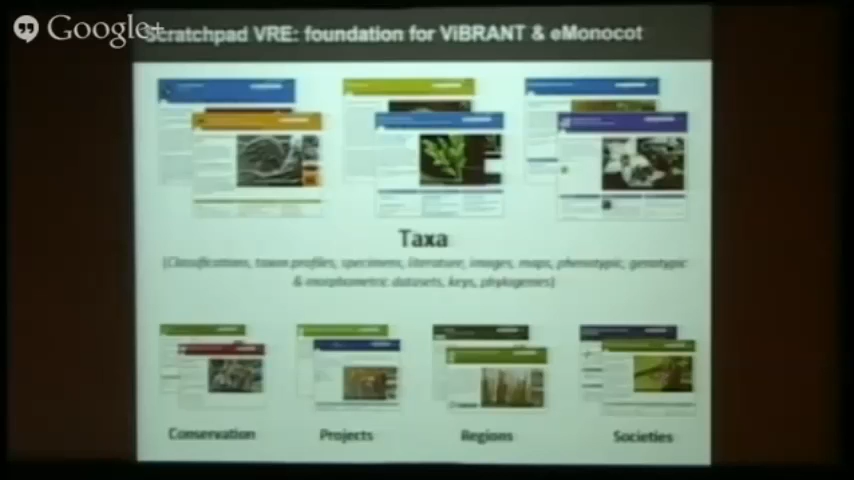 Google+
Scratchpad VRE: foundation for ViBRANT & eMonocot
Taxa
(Classifications, taxon profiles, specimens, literature, images, maps, phenotypic, genotypic
& morphometric datasets, keys, phylogenies)
Conservation
Projects
Regions
Societies